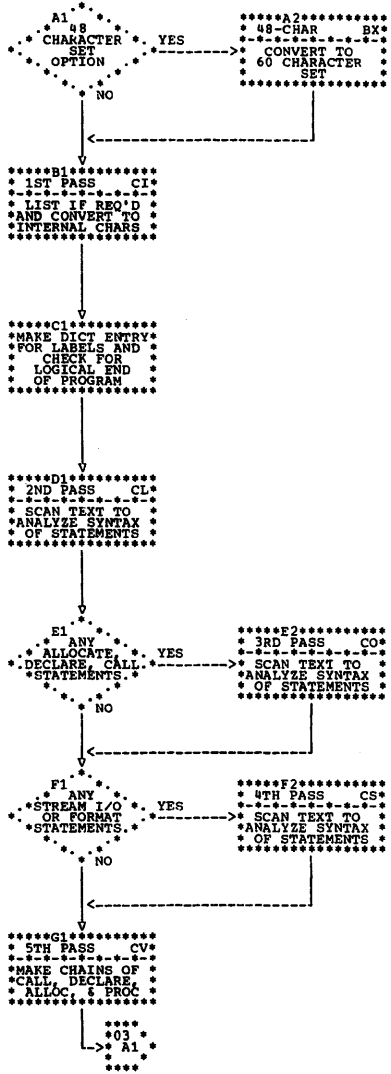 A1
48
CHARACTER
SET
OPTION
YES
NO
A2
48-CHAR BX
CONVERT TO
60 CHARACTER
SET
B1
1ST PASS CI
LIST IF REQ'D
AND CONVERT TO
INTERNAL CHARS
C1
MAKE DICT ENTRY
FOR LABELS AND
CHECK FOR
LOGICAL END
OF PROGRAM
D1
2ND PASS CL
SCAN TEXT TO
ANALYZE SYNTAX
OF STATEMENTS
E1
ANY
ALLOCATE,
DECLARE, CALL
STATEMENTS.
YES
NO
E2
3RD PASS CO
SCAN TEXT TO
ANALYZE SYNTAX
OF STATEMENTS
F1
ANY
STREAM I/O
OR FORMAT
STATEMENTS.
YES
NO
F2
4TH PASS CS
SCAN TEXT TO
ANALYZE SYNTAX
OF STATEMENTS
G1
5TH PASS CV
MAKE CHAINS OF
CALL, DECLARE,
ALLOC, & PROC
03
A1